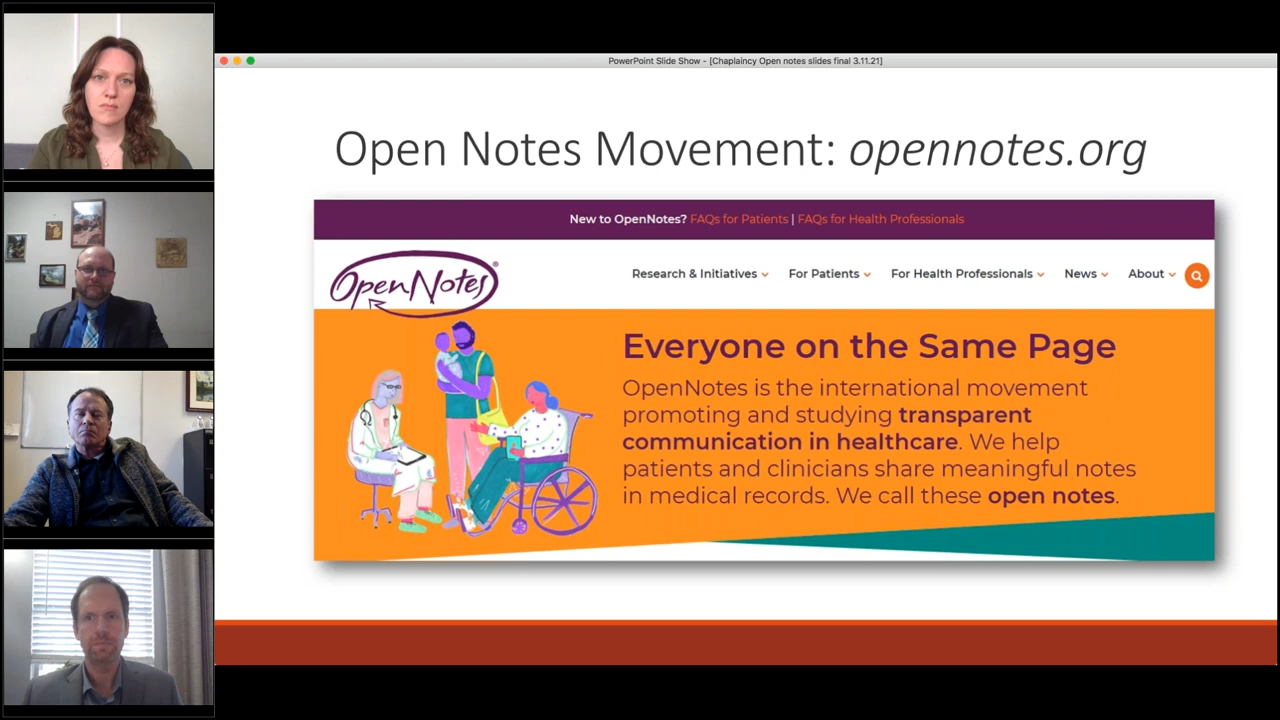 PowerPoint Slide Show - [Chaplaincy Open notes slides final 3.11.21]
Open Notes Movement: opennotes.org
New to OpenNotes? FAQs for Patients | FAQs for Health Professionals
OpenNotes®
Research & Initiatives For Patients For Health Professionals News About
Everyone on the Same Page
OpenNotes is the international movement
promoting and studying transparent
communication in healthcare. We help
patients and clinicians share meaningful notes
in medical records. We call these open notes.